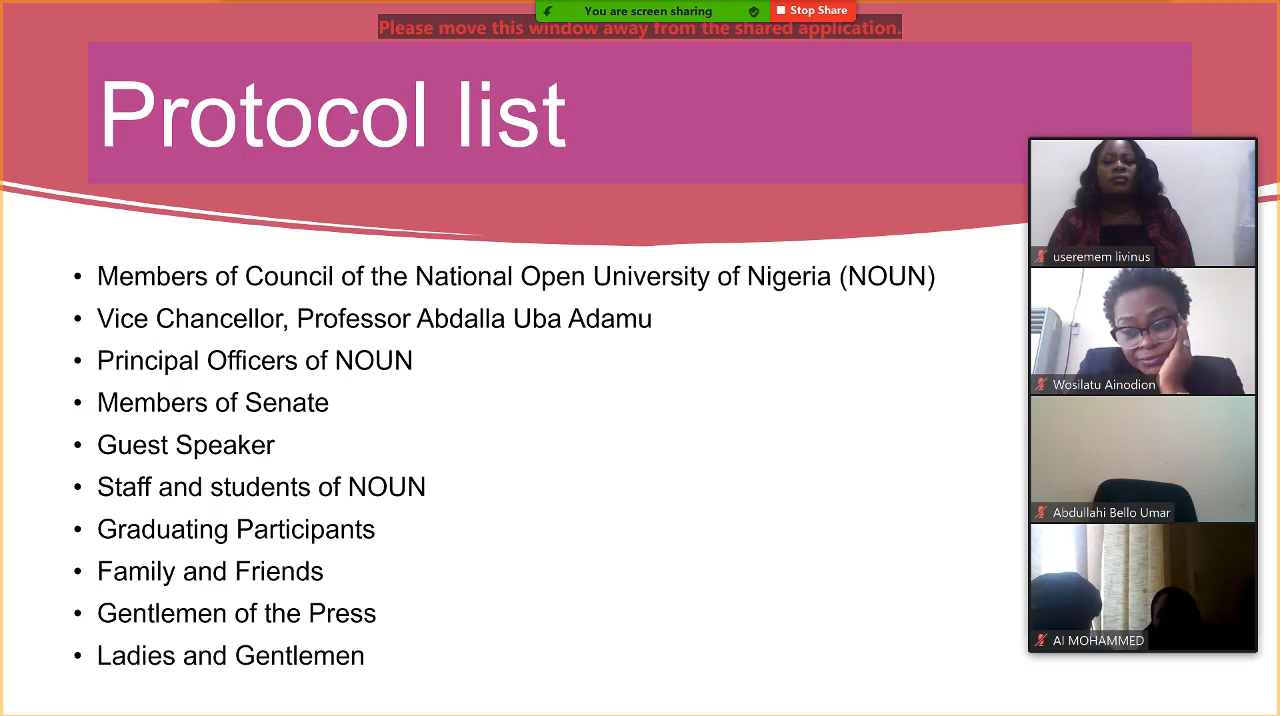 You are screen sharing
Stop Share
Please move this window away from the shared application.
Protocol list
• Members of Council of the National Open University of Nigeria (NOUN)
• Vice Chancellor, Professor Abdalla Uba Adamu
• Principal Officers of NOUN
• Members of Senate
• Guest Speaker
• Staff and students of NOUN
• Graduating Participants
• Family and Friends
• Gentlemen of the Press
• Ladies and Gentlemen
useremem livinus
Wosilatu Ainodion
Abdullahi Bello Umar
AI MOHAMMED